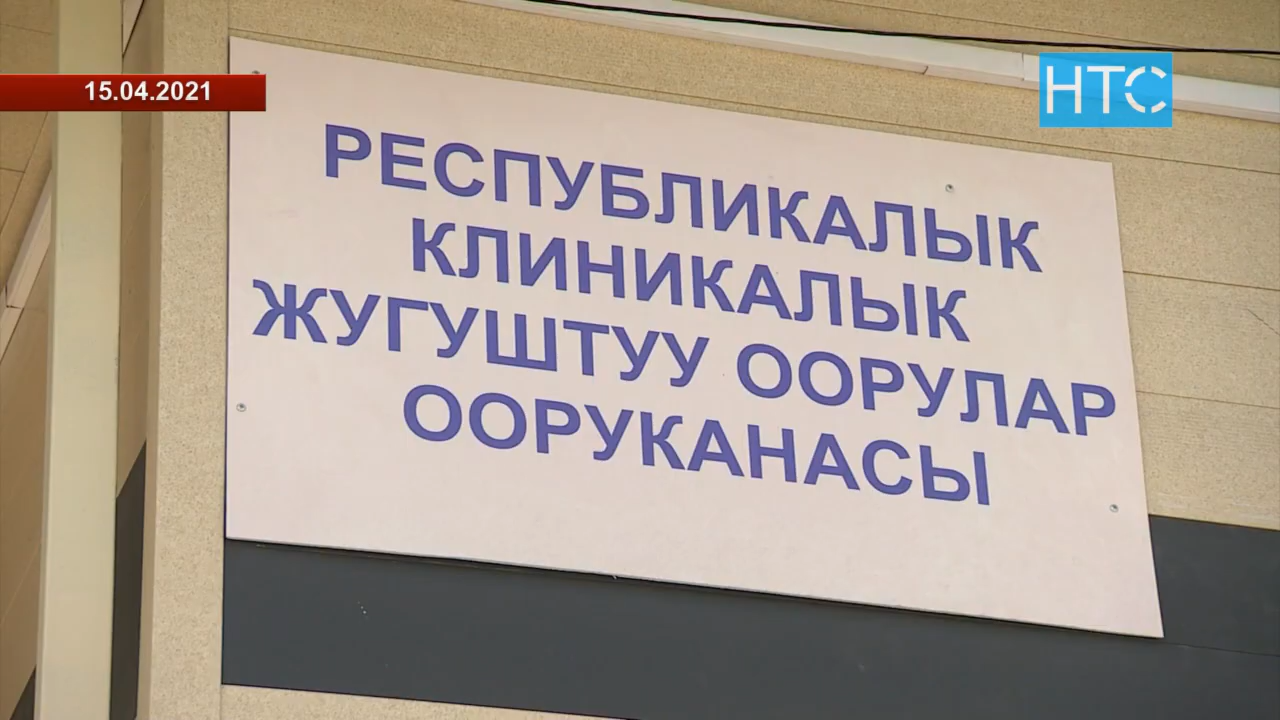 15.04.2021
НТС
РЕСПУБЛИКАЛЫК
КЛИНИКАЛЫК
ЖУГУШТУУ ООРУЛАР
ООРУКАНАСЫ